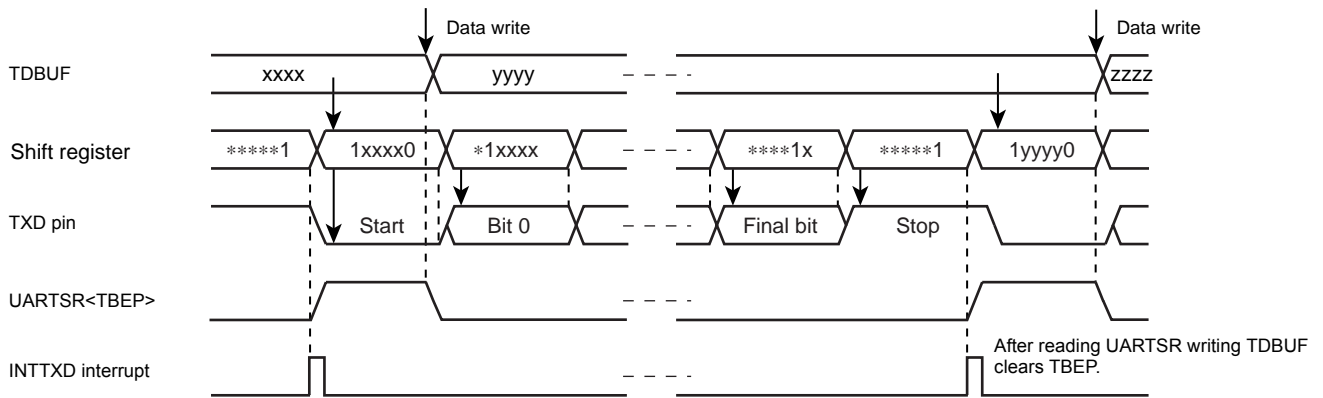 Data write
Data write
TDBUF
xxxx
yyyy
zzzz
Shift register
*****1
1xxxx0
*1xxxx
****1x
*****1
1yyyy0
TXD pin
Start
Bit 0
Final bit
Stop
UARTSR<TBEP>
INTTXD interrupt
After reading UARTSR writing TDBUF
clears TBEP.